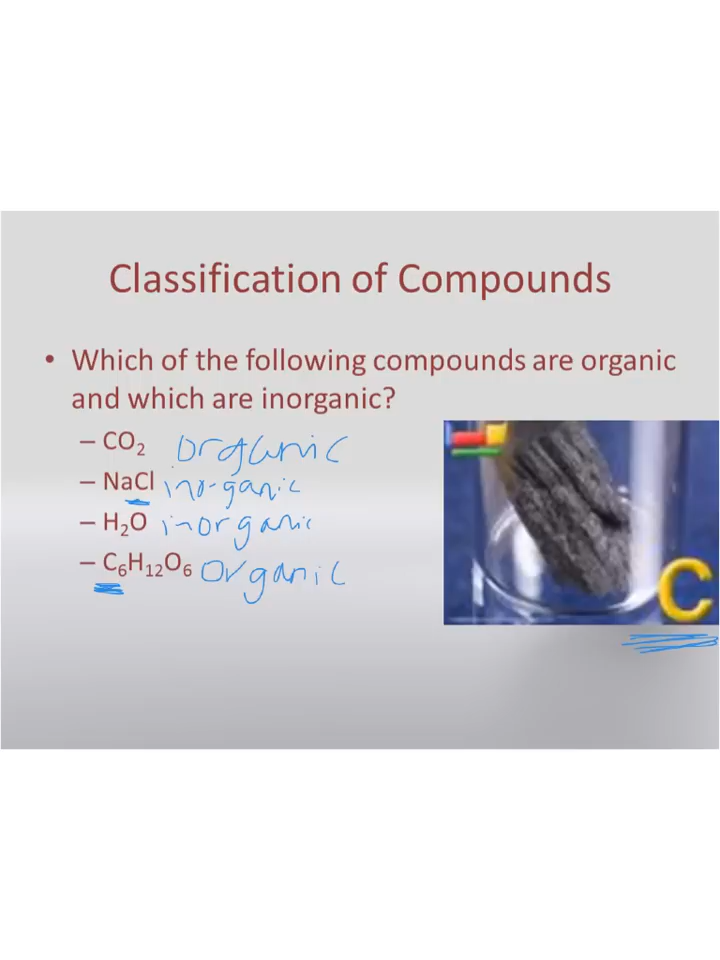 Classification of Compounds
• Which of the following compounds are organic
and which are inorganic?
– CO₂ organic
– NaCl inorganic
– H₂O inorganic
– C₆H₁₂O₆ organic
C